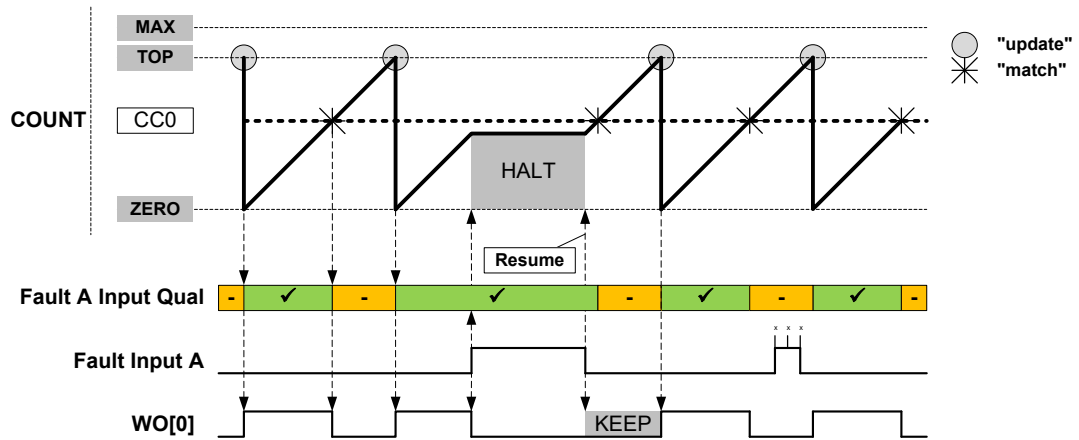 MAX
"update"
TOP
"match"
COUNT
CC0
HALT
ZERO
Resume
Fault A Input Qual
- ✓ - ✓ - ✓ - ✓ -
x x x
Fault Input A
WO[0]
KEEP